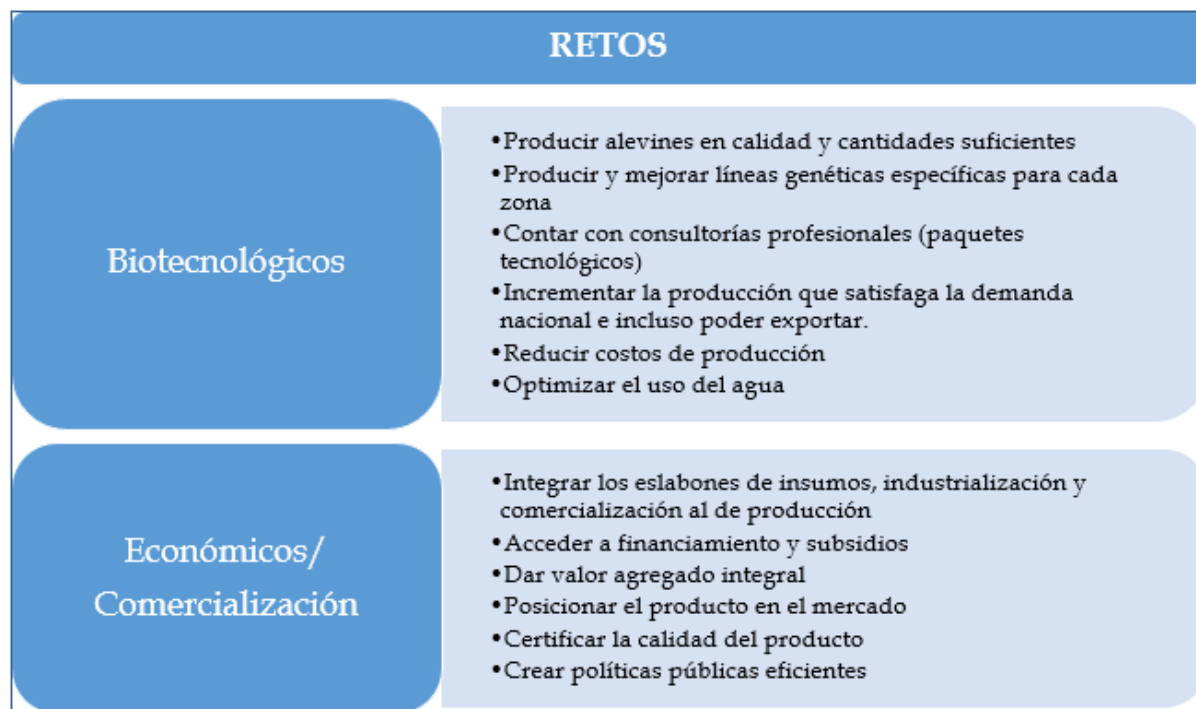 RETOS
Biotecnológicos
•Producir alevines en calidad y cantidades suficientes
•Producir y mejorar líneas genéticas específicas para cada
zona
•Contar con consultorías profesionales (paquetes
tecnológicos)
•Incrementar la producción que satisfaga la demanda
nacional e incluso poder exportar.
•Reducir costos de producción
•Optimizar el uso del agua
Económicos/
Comercialización
•Integrar los eslabones de insumos, industrialización y
comercialización al de producción
•Acceder a financiamiento y subsidios
•Dar valor agregado integral
•Posicionar el producto en el mercado
•Certificar la calidad del producto
•Crear políticas públicas eficientes